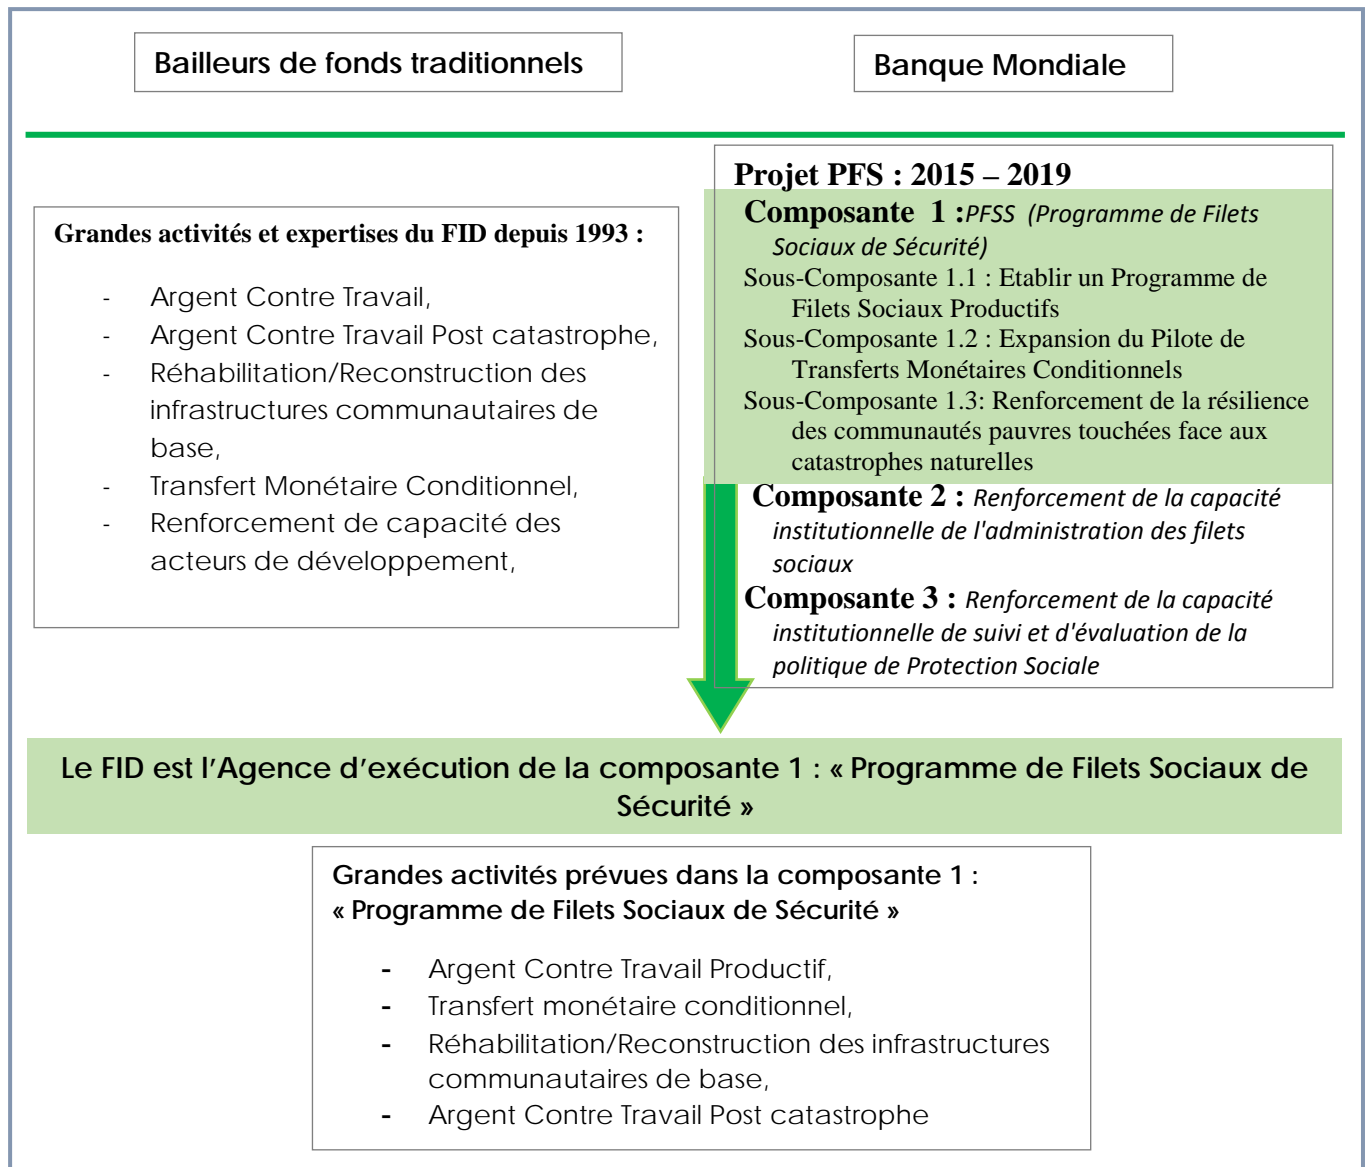 Bailleurs de fonds traditionnels
Banque Mondiale
Grandes activités et expertises du FID depuis 1993 :
- Argent Contre Travail,
- Argent Contre Travail Post catastrophe,
- Réhabilitation/Reconstruction des
infrastructures communautaires de
base,
- Transfert Monétaire Conditionnel,
- Renforcement de capacité des
acteurs de développement,
Projet PFS : 2015 – 2019
Composante 1 :PFSS (Programme de Filets
Sociaux de Sécurité)
Sous-Composante 1.1 : Etablir un Programme de
Filets Sociaux Productifs
Sous-Composante 1.2 : Expansion du Pilote de
Transferts Monétaires Conditionnels
Sous-Composante 1.3: Renforcement de la résilience
des communautés pauvres touchées face aux
catastrophes naturelles
Composante 2 : Renforcement de la capacité
institutionnelle de l'administration des filets
sociaux
Composante 3 : Renforcement de la capacité
institutionnelle de suivi et d'évaluation de la
politique de Protection Sociale
Le FID est l’Agence d’exécution de la composante 1 : « Programme de Filets Sociaux de
Sécurité »
Grandes activités prévues dans la composante 1 :
« Programme de Filets Sociaux de Sécurité »
- Argent Contre Travail Productif,
- Transfert monétaire conditionnel,
- Réhabilitation/Reconstruction des infrastructures
communautaires de base,
- Argent Contre Travail Post catastrophe